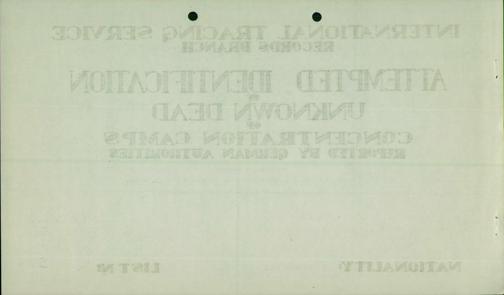 INTERNATIONAL TRACING SERVICE
RECORDS BRANCH
ATTEMPTED IDENTIFICATION
OF
UNKNOWN DEAD
OF
CONCENTRATION CAMPS
REPORTED BY GERMAN AUTHORITIES
NATIONALITY:
LIST Nº